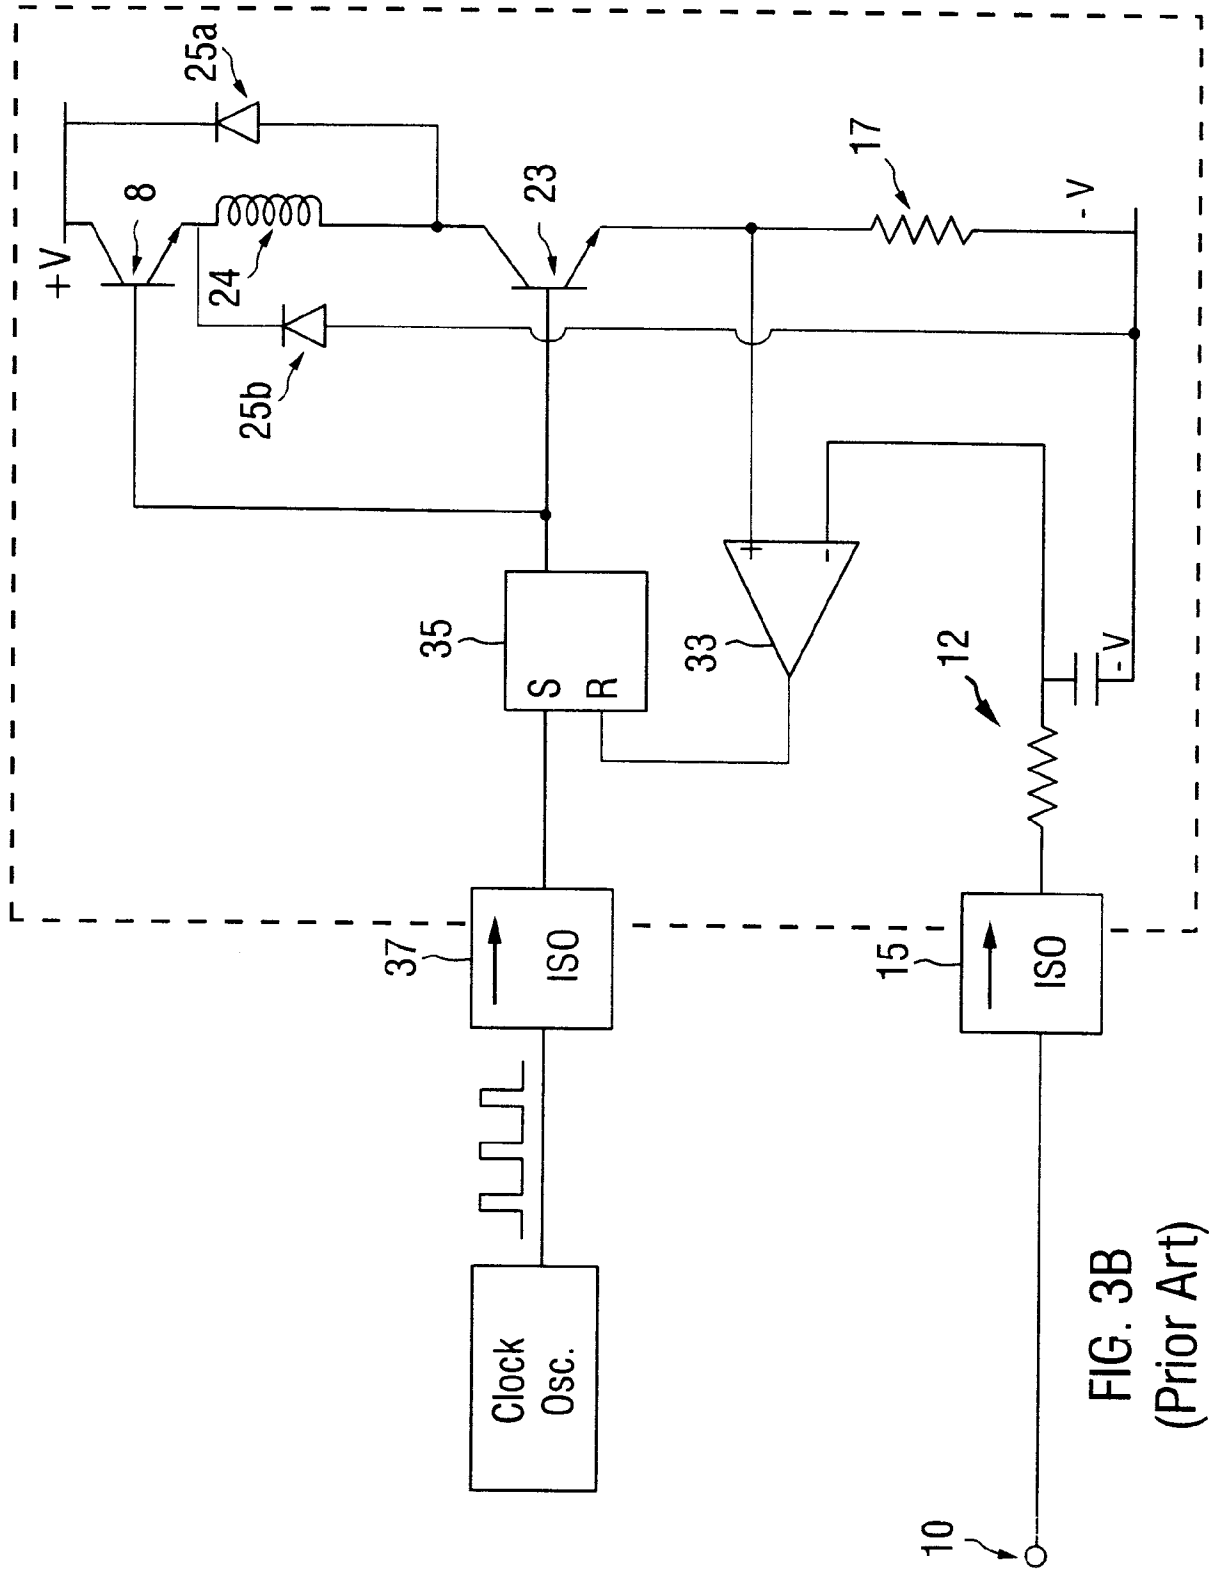 +V
8
25a
24
25b
23
17
-V
35
S
R
33
+
-
12
-V
37
ISO
15
ISO
Clock
Osc.
10
FIG. 3B
(Prior Art)